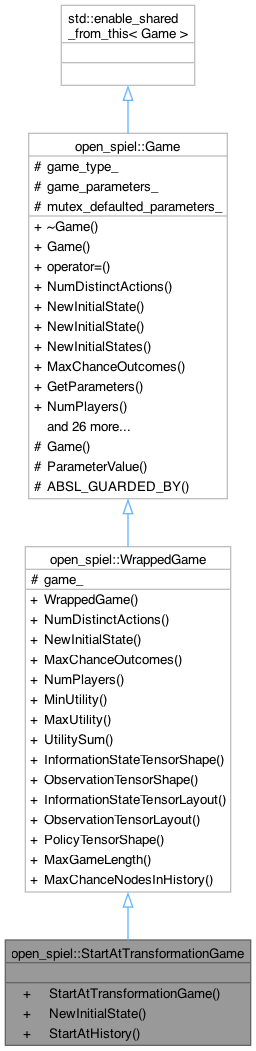 std::enable_shared
_from_this< Game >
open_spiel::Game
# game_type_
# game_parameters_
# mutex_defaulted_parameters_
+ ~Game()
+ Game()
+ operator=()
+ NumDistinctActions()
+ NewInitialState()
+ NewInitialState()
+ NewInitialStates()
+ MaxChanceOutcomes()
+ GetParameters()
+ NumPlayers()
and 26 more...
# Game()
# ParameterValue()
# ABSL_GUARDED_BY()
open_spiel::WrappedGame
# game_
+ WrappedGame()
+ NumDistinctActions()
+ NewInitialState()
+ MaxChanceOutcomes()
+ NumPlayers()
+ MinUtility()
+ MaxUtility()
+ UtilitySum()
+ InformationStateTensorShape()
+ ObservationTensorShape()
+ InformationStateTensorLayout()
+ ObservationTensorLayout()
+ PolicyTensorShape()
+ MaxGameLength()
+ MaxChanceNodesInHistory()
open_spiel::StartAtTransformationGame
+ StartAtTransformationGame()
+ NewInitialState()
+ StartAtHistory()